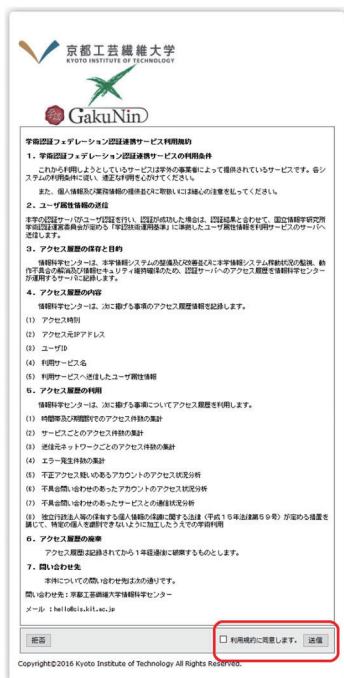 京都工芸繊維大学
KYOTO INSTITUTE OF TECHNOLOGY
GakuNin
学術認証フェデレーション認証連携サービス利用規約
1. 学術認証フェデレーション認証連携サービスの利用条件
これから利用しようとしているサービスは学外の事業者によって提供されているサービスです。各シ
ステムの利用条件に従い、適正な利用を心がけてください。
また、個人情報及び業務情報の提供並びに取扱いには細心の注意を払ってください。
2. ユーザ属性情報の送信
本学の認証サーバがユーザ認証を行い、認証が成功した場合は、認証結果と合わせて、国立情報学研究所
学術認証運営委員会が定める「学認技術運用基準」に準拠したユーザ属性情報を利用サービスのサーバへ
送信します。
3. アクセス履歴の保存と目的
情報科学センターは、本学情報システムの整備及び改善並びに本学情報システム稼動状況の監視、動
作不具合の解消及び情報セキュリティ維持確保のため、認証サーバへのアクセス履歴を情報科学センター
が運用するサーバに記録します。
4. アクセス履歴の内容
情報科学センターは、次に掲げる事項のアクセス履歴情報を記録します。
(1) アクセス時刻
(2) アクセス元IPアドレス
(3) ユーザID
(4) 利用サービス名
(5) 利用サービスへ送信したユーザ属性情報
5. アクセス履歴の利用
情報科学センターは、次に掲げる事項についてアクセス履歴を利用します。
(1) 時間帯及び期間別でのアクセス件数の集計
(2) サービスごとのアクセス件数の集計
(3) 送信元ネットワークごとのアクセス件数の集計
(4) エラー発生件数の集計
(5) 不正アクセス疑いのあるアカウントのアクセス状況分析
(6) 不具合問い合わせのあったアカウントのアクセス状況分析
(7) 不具合問い合わせのあったサービスとの通信状況分析
(8) 独立行政法人等の保有する個人情報の保護に関する法律（平成15年法律第59号）が定める措置を
講じて、特定の個人を識別できないように加工したうえでの学術利用
6. アクセス履歴の廃棄
アクセス履歴は記録されてから1年経過後に破棄するものとします。
7. 問い合わせ先
本件についての問い合わせ先は次の通りです。
問い合わせ先：京都工芸繊維大学情報科学センター
メール ：hello@cis.kit.ac.jp
拒否
利用規約に同意します。 送信
Copyright©2016 Kyoto Institute of Technology All Rights Reserved.